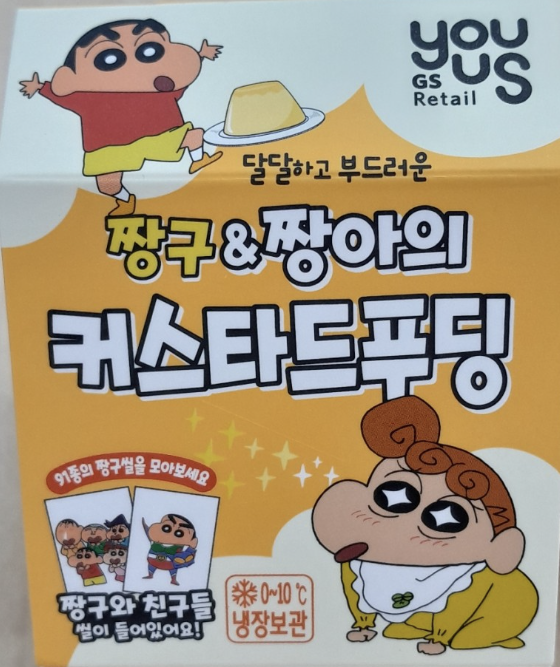 you
us
GS
Retail
달달하고 부드러운
짱구&짱아의
커스타드푸딩
91종의 짱구씰을 모아보세요
짱구와 친구들
씰이 들어있어요!
0~10℃
냉장보관